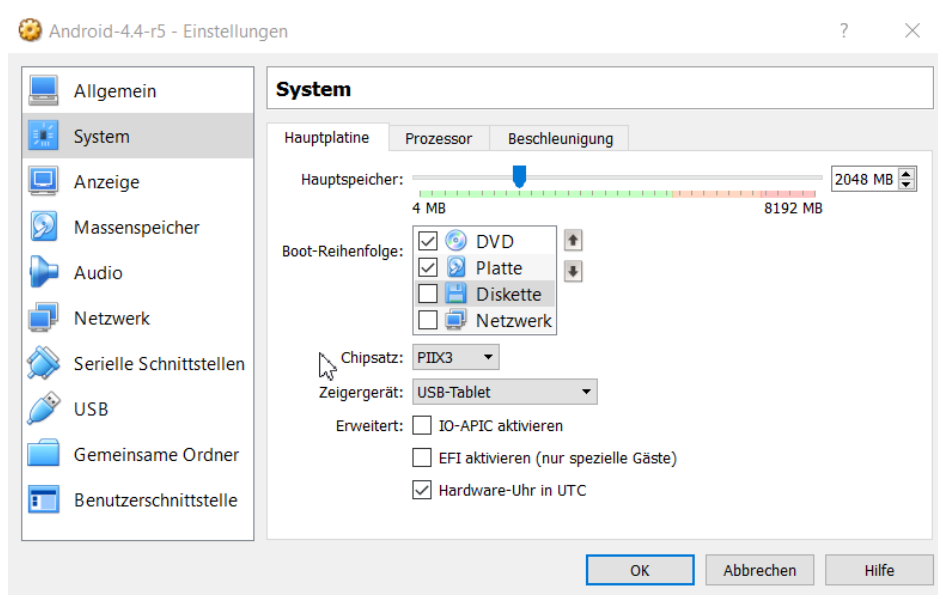 Android-4.4-r5 - Einstellungen
?
Allgemein
System
Anzeige
Massenspeicher
Audio
Netzwerk
Serielle Schnittstellen
USB
Gemeinsame Ordner
Benutzerschnittstelle
System
Hauptplatine Prozessor Beschleunigung
Hauptspeicher: 2048 MB
4 MB 8192 MB
Boot-Reihenfolge:
DVD
Platte
Diskette
Netzwerk
Chipsatz: PIIX3
Zeigergerät: USB-Tablet
Erweitert: IO-APIC aktivieren
EFI aktivieren (nur spezielle Gäste)
Hardware-Uhr in UTC
OK Abbrechen Hilfe